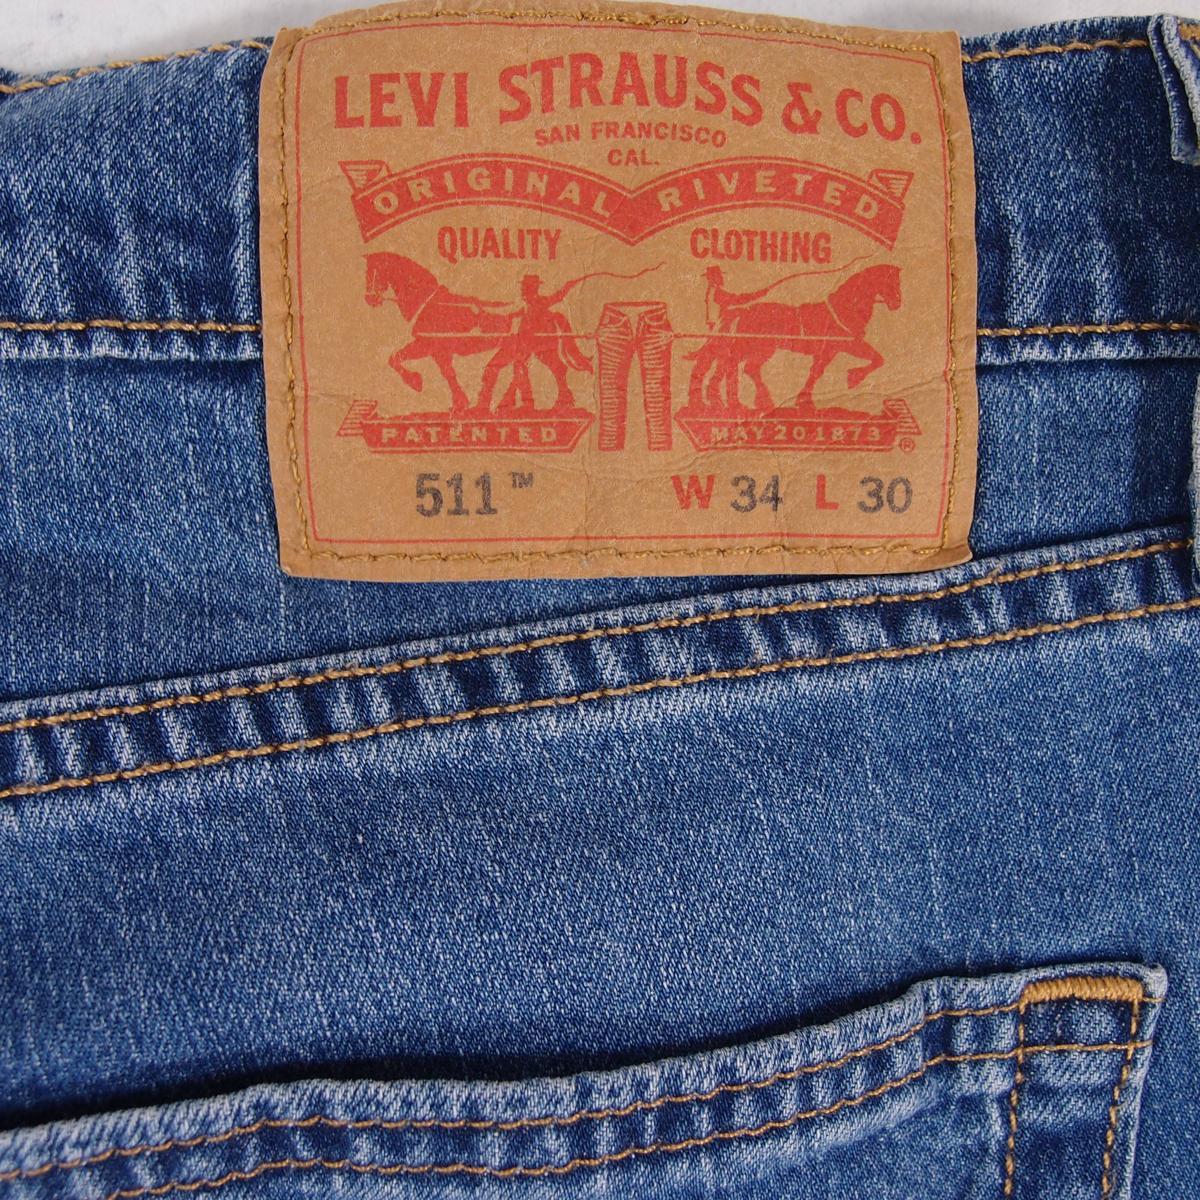 LEVI STRAUSS & CO.
SAN FRANCISCO
CAL.
ORIGINAL RIVETED
QUALITY CLOTHING
PATENTED MAY 20 1873 ®
511™ W 34 L 30